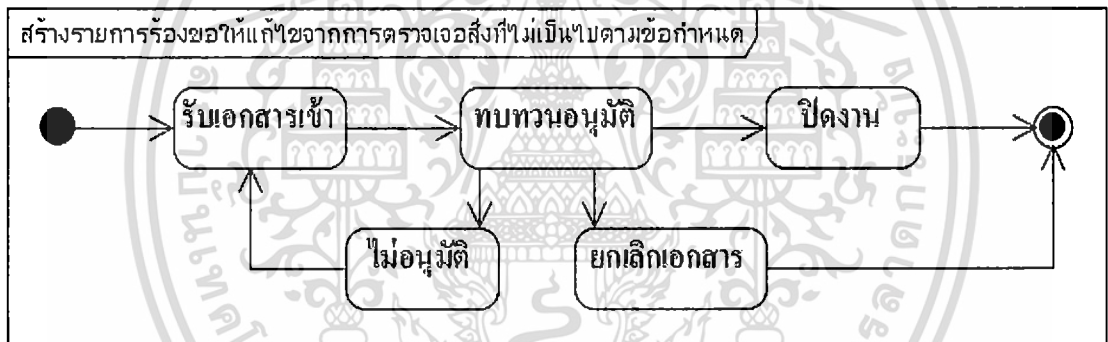 สร้างรายการร้องขอให้แก้ไขจากการตรวจเจอสิ่งที่ไม่เป็นไปตามข้อกำหนด
รับเอกสารเข้า
ทบทวนอนุมัติ
ปิดงาน
ไม่อนุมัติ
ยกเลิกเอกสาร